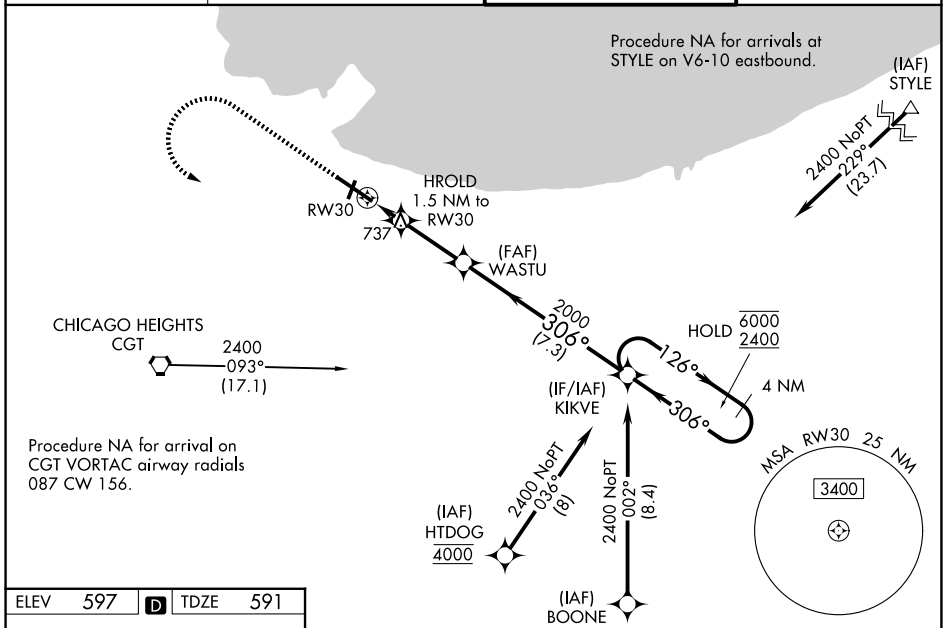 Procedure NA for arrivals at
STYLE on V6-10 eastbound.
(IAF)
STYLE
2400 NoPT
229°
(23.7)
HROLD
1.5 NM to
RW30
RW30
737
(FAF)
WASTU
CHICAGO HEIGHTS
CGT
2400
093°
(17.1)
2000
306°
(7.3)
HOLD
6000
2400
126°
4 NM
306°
(IF/IAF)
KIKVE
Procedure NA for arrival on
CGT VORTAC airway radials
087 CW 156.
2400 NoPT
036°
(8)
2400 NoPT
002°
(8.4)
(IAF)
HTDOG
4000
(IAF)
BOONE
MSA RW30 25 NM
3400
ELEV 597 D TDZE 591